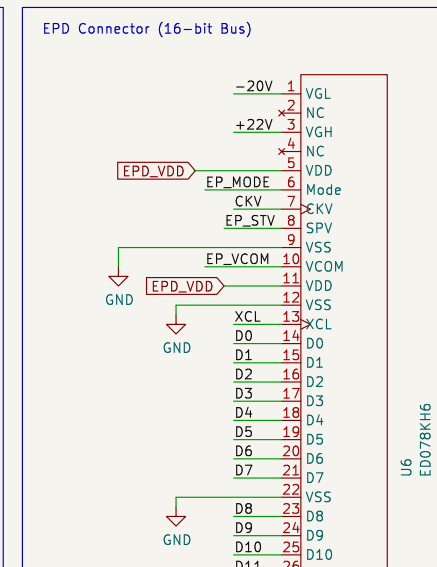 EPD Connector (16-bit Bus)
-20V 1 VGL
2 NC
+22V 3 VGH
4 NC
EPD_VDD 5 VDD
EP_MODE 6 Mode
CKV 7 CKV
EP_STV 8 SPV
9 VSS
EP_VCOM 10 VCOM
GND
EPD_VDD 11 VDD
12 VSS
XCL 13 XCL
D0 14 D0
GND
D1 15 D1
D2 16 D2
D3 17 D3
D4 18 D4
D5 19 D5
D6 20 D6
D7 21 D7
22 VSS
D8 23 D8
D9 24 D9
GND
D10 25 D10
D11 26
U6
ED078KH6